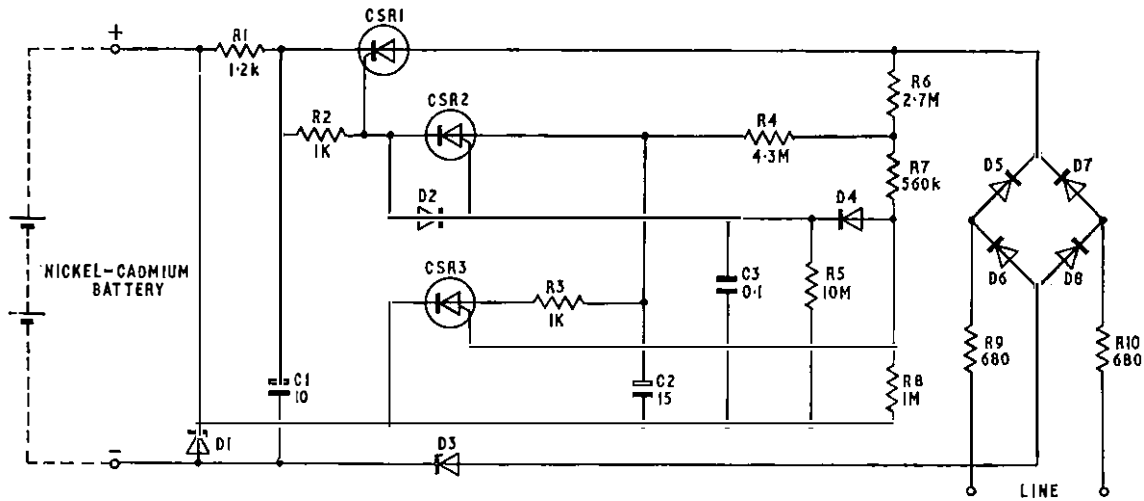 +
R1
1·2k
CSR1
R2
1K
CSR2
R4
4·3M
R6
2·7M
R7
560k
D2
D4
D5
D7
D6
D8
NICKEL-CADMIUM
BATTERY
CSR3
R3
1K
C3
0·1
R5
10M
R9
680
R10
680
C1
10
C2
15
R8
1M
−
D1
D3
LINE